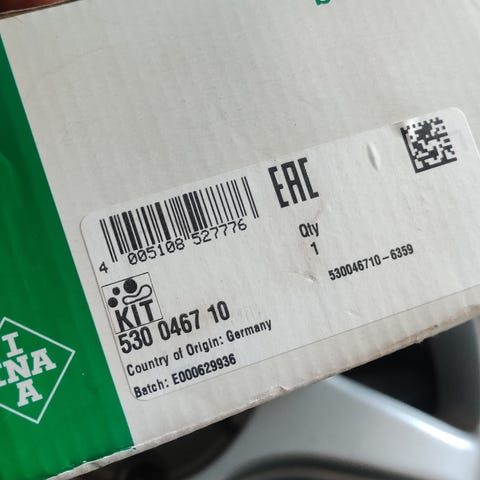 EAC
4 005108 527776
Qty
1
530046710-6359
KIT
530 0467 10
Country of Origin: Germany
Batch: E000629936
I
INA
A